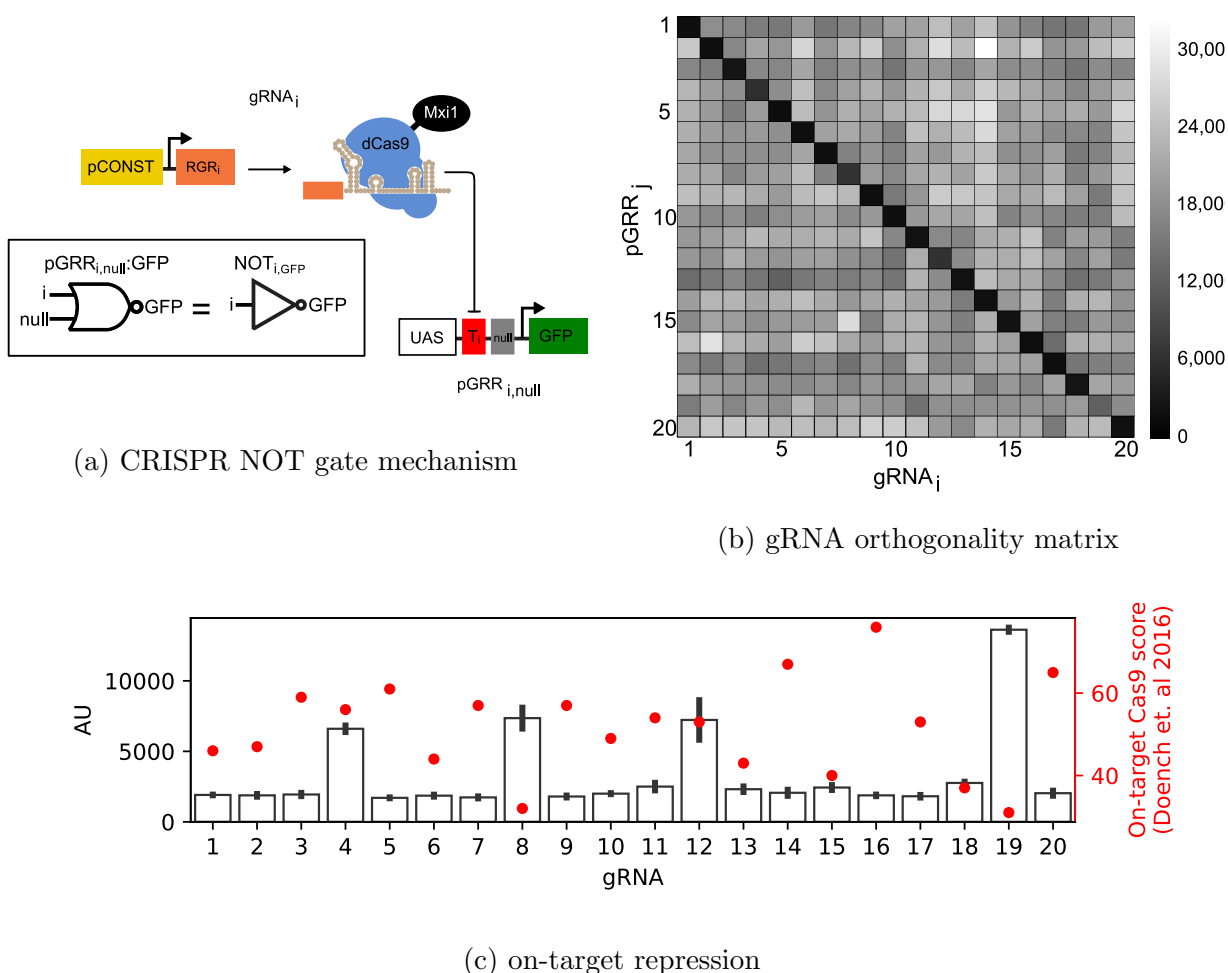 gRNAi
Mxi1
dCas9
pCONST
RGRi
pGRRi,null:GFP
NOTi,GFP
i
null
GFP
=
i
GFP
UAS
Ti
null
GFP
pGRRi,null
(a) CRISPR NOT gate mechanism
1
5
10
15
20
pGRRj
1
5
10
15
20
gRNAi
30,00
24,00
18,00
12,00
6,000
0
(b) gRNA orthogonality matrix
10000
5000
0
AU
1 2 3 4 5 6 7 8 9 10 11 12 13 14 15 16 17 18 19 20
gRNA
60
40
On-target Cas9 score
(Doench et. al 2016)
(c) on-target repression